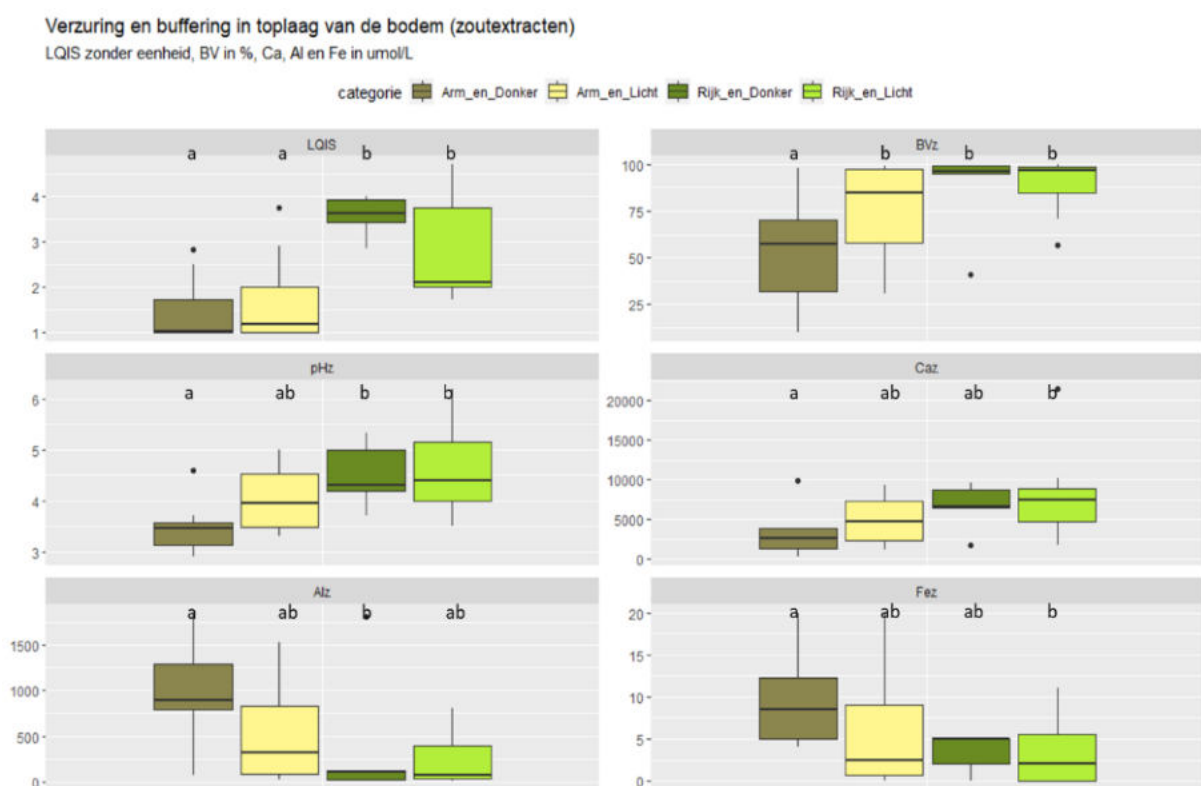 Verzuring en buffering in toplaag van de bodem (zoutextracten)
LQIS zonder eenheid, BV in %, Ca, Al en Fe in umol/L
categorie Arm_en_Donker Arm_en_Licht Rijk_en_Donker Rijk_en_Licht
LQIS
a a b b
4
3
2
1
BVz
a b b b
100
75
50
25
pHz
a ab b b
6
5
4
3
Caz
a ab ab b
20000
15000
10000
5000
0
Alz
a ab b ab
1500
1000
500
0
Fez
a ab ab b
20
15
10
5
0